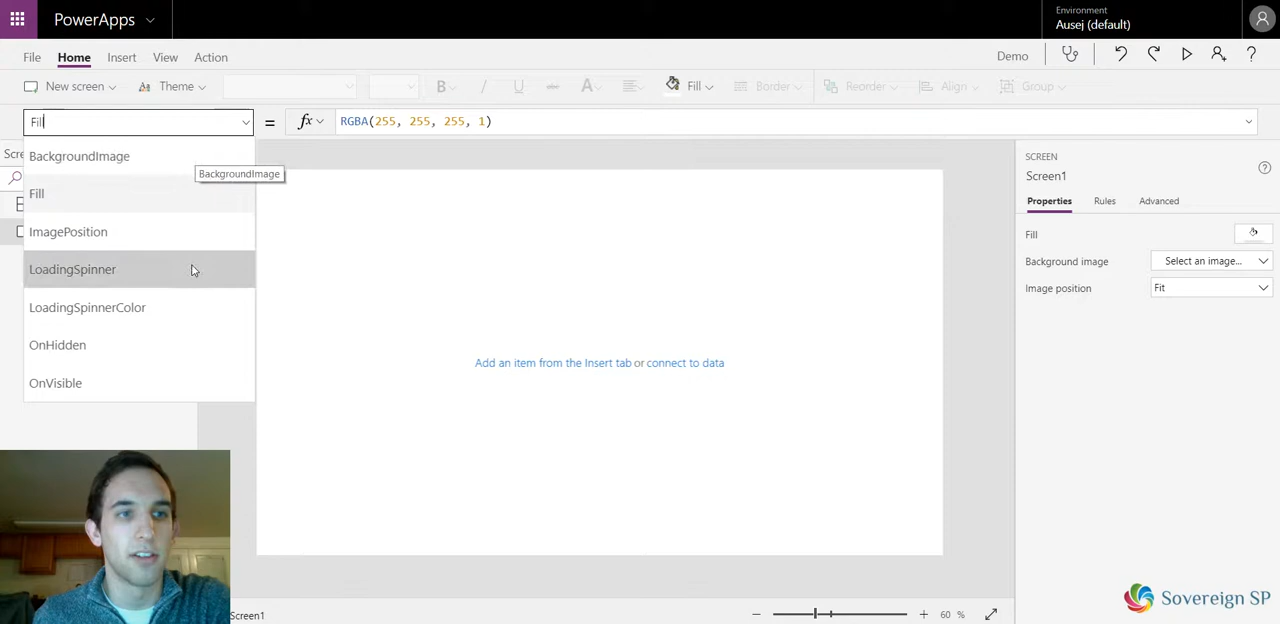 PowerApps
Environment
Ausej (default)
File Home Insert View Action
Demo
?
New screen Theme B / U abc A Fill Border Reorder Align Group
Fill = fx RGBA(255, 255, 255, 1)
Scre
BackgroundImage
BackgroundImage
Fill
ImagePosition
LoadingSpinner
LoadingSpinnerColor
OnHidden
OnVisible
Add an item from the Insert tab or connect to data
SCREEN
Screen1
?
Properties Rules Advanced
Fill
Background image Select an image...
Image position Fit
Screen1
60 %
Sovereign SP